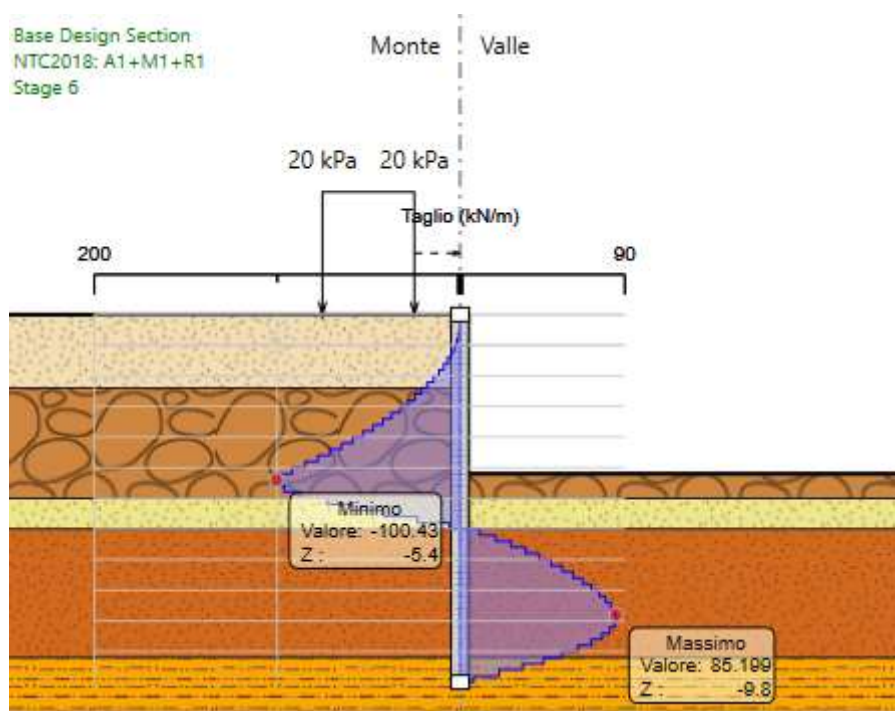 Base Design Section
NTC2018: A1+M1+R1
Stage 6
Monte Valle
20 kPa 20 kPa
Taglio (kN/m)
200 90
Minimo
Valore: -100.43
Z : -5.4
Massimo
Valore: 85.199
Z : -9.8